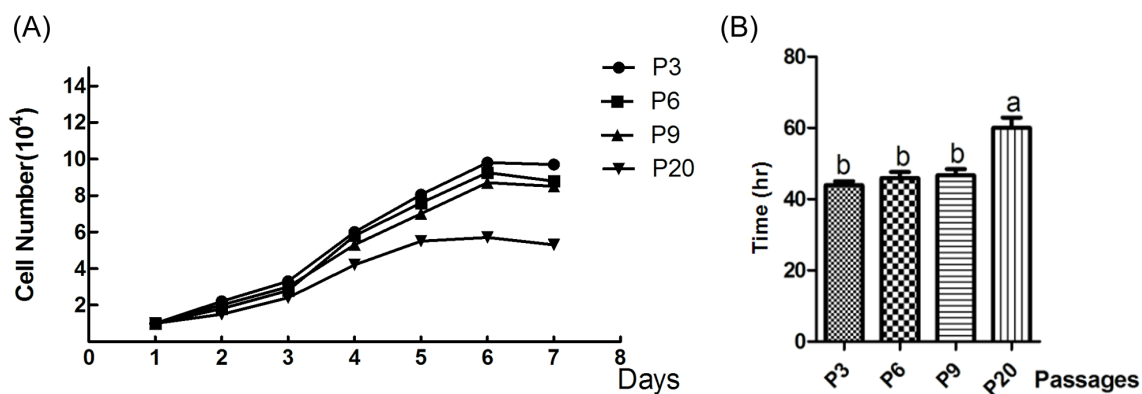 (A)
Cell Number(10⁴)
14
12
10
8
6
4
2
0 1 2 3 4 5 6 7 8
Days
P3
P6
P9
P20
(B)
Time (hr)
80
60
40
20
0
b b b a
P3 P6 P9 P20 Passages